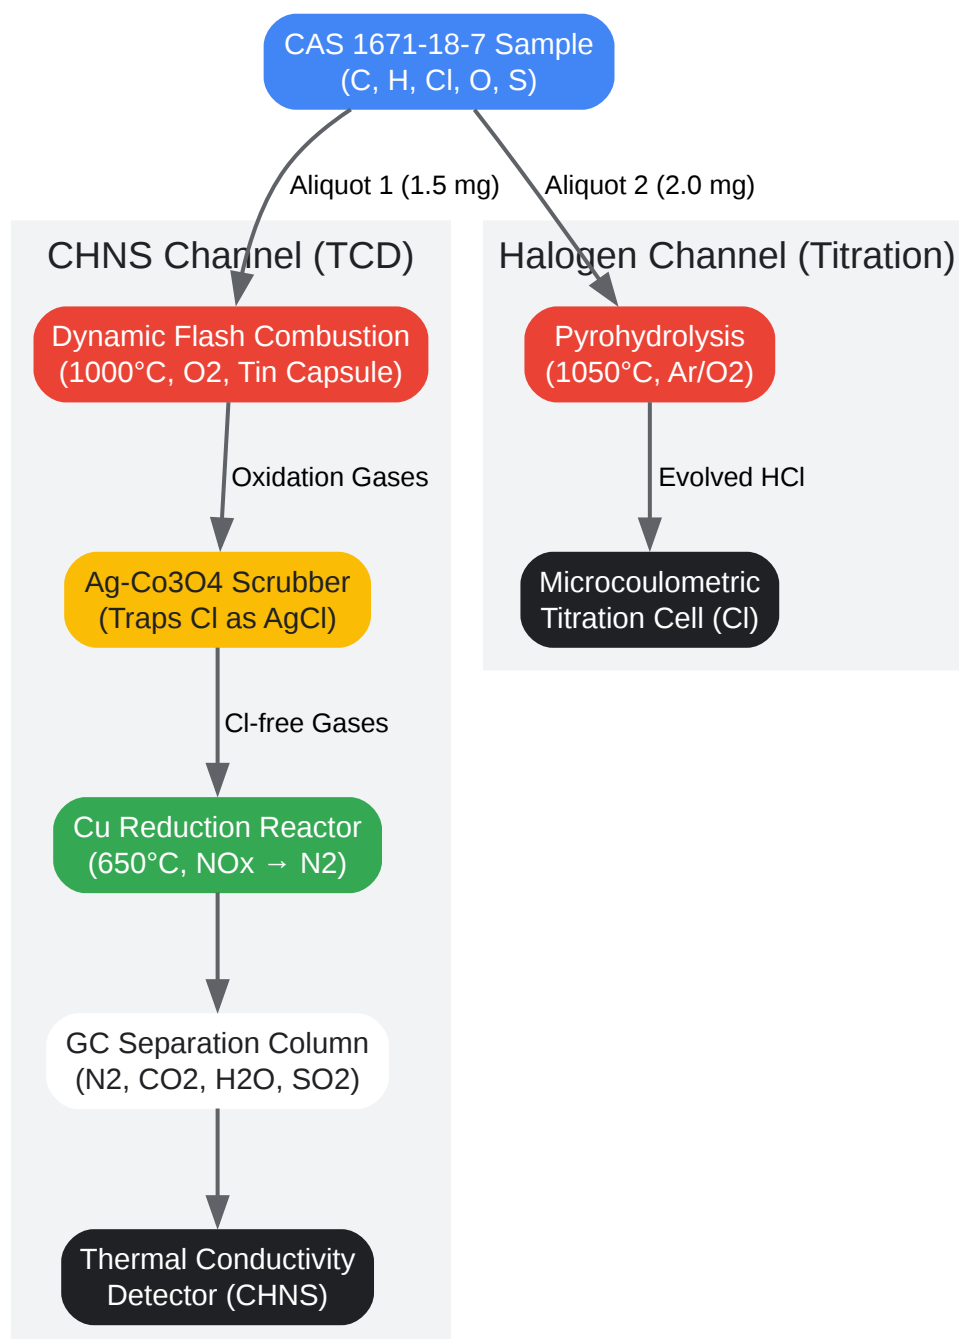 CAS 1671-18-7 Sample
(C, H, Cl, O, S)
Aliquot 1 (1.5 mg)
Aliquot 2 (2.0 mg)
CHNS Channel (TCD)
Dynamic Flash Combustion
(1000°C, O2, Tin Capsule)
Oxidation Gases
Ag-Co3O4 Scrubber
(Traps Cl as AgCl)
Cl-free Gases
Cu Reduction Reactor
(650°C, NOx → N2)
GC Separation Column
(N2, CO2, H2O, SO2)
Thermal Conductivity
Detector (CHNS)
Halogen Channel (Titration)
Pyrohydrolysis
(1050°C, Ar/O2)
Evolved HCl
Microcoulometric
Titration Cell (Cl)